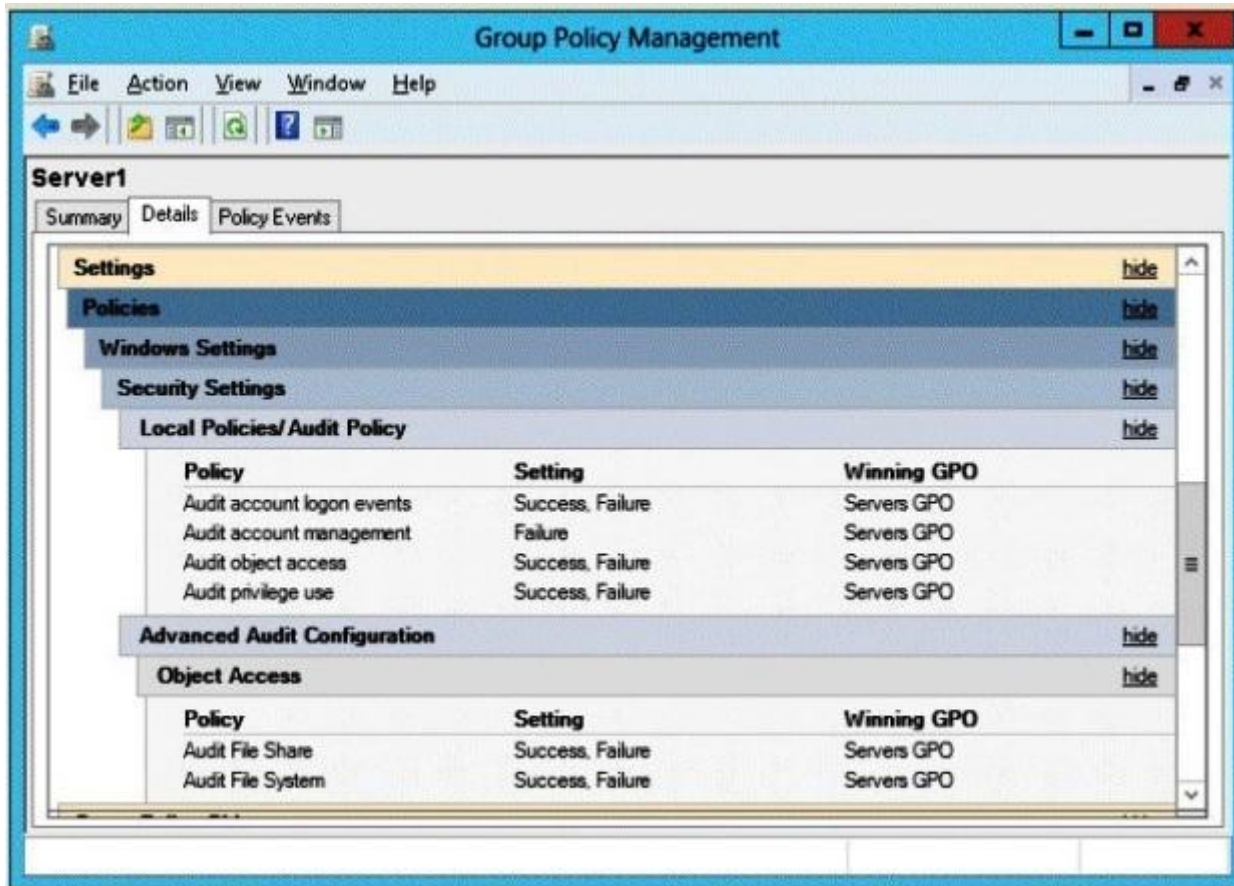 Group Policy Management
File Action View Window Help
Server1
Summary Details Policy Events
Settings hide
Policies hide
Windows Settings hide
Security Settings hide
Local Policies/Audit Policy hide
Policy Setting Winning GPO
Audit account logon events Success, Failure Servers GPO
Audit account management Failure Servers GPO
Audit object access Success, Failure Servers GPO
Audit privilege use Success, Failure Servers GPO
Advanced Audit Configuration hide
Object Access hide
Policy Setting Winning GPO
Audit File Share Success, Failure Servers GPO
Audit File System Success, Failure Servers GPO